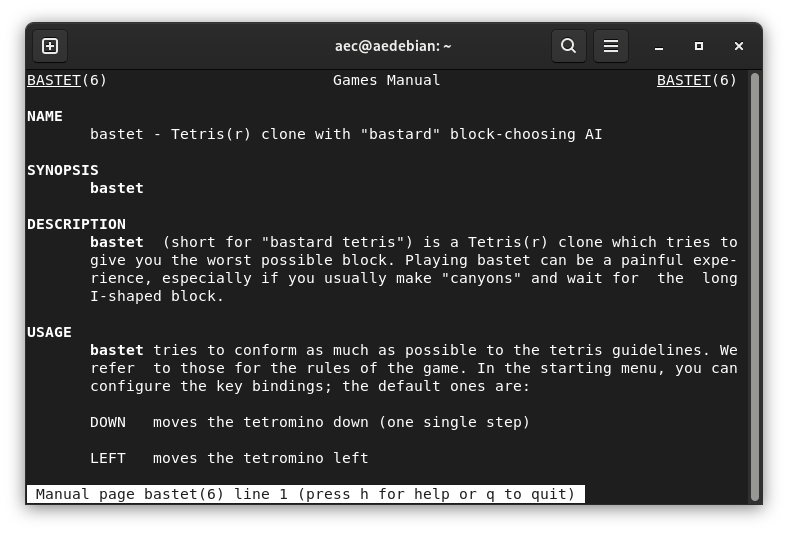 aec@aedebian: ~
BASTET(6) Games Manual BASTET(6)
NAME
bastet - Tetris(r) clone with "bastard" block-choosing AI
SYNOPSIS
bastet
DESCRIPTION
bastet (short for "bastard tetris") is a Tetris(r) clone which tries to
give you the worst possible block. Playing bastet can be a painful expe-
rience, especially if you usually make "canyons" and wait for the long
I-shaped block.
USAGE
bastet tries to conform as much as possible to the tetris guidelines. We
refer to those for the rules of the game. In the starting menu, you can
configure the key bindings; the default ones are:
DOWN moves the tetromino down (one single step)
LEFT moves the tetromino left
Manual page bastet(6) line 1 (press h for help or q to quit)